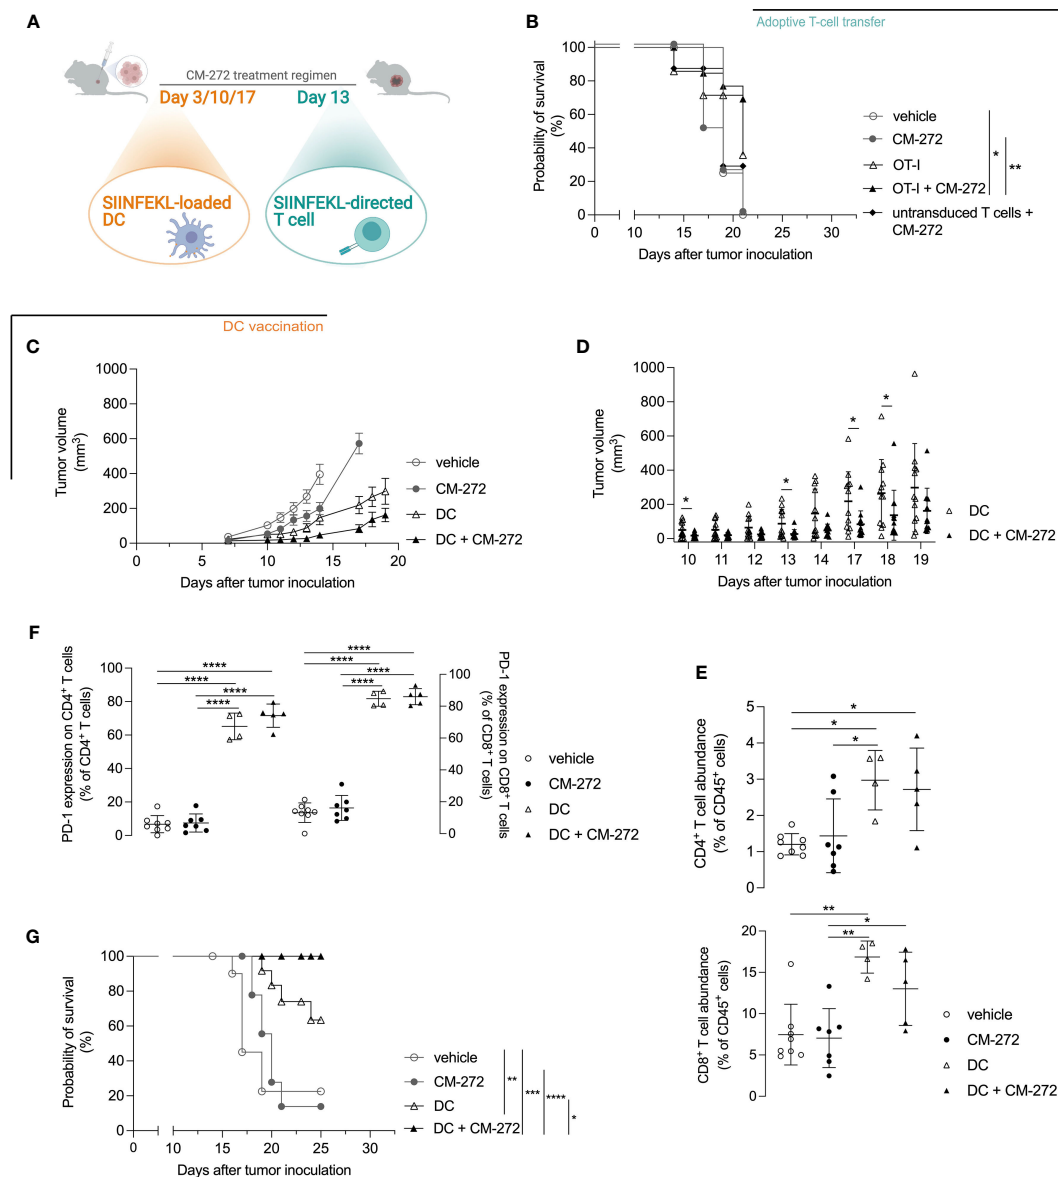 A
CM-272 treatment regimen
Day 3/10/17
Day 13
SIINFEKL-loaded
DC
SIINFEKL-directed
T cell
B
Adoptive T-cell transfer
Probability of survival
(%)
100
80
60
40
20
0
0
10
15
20
25
30
Days after tumor inoculation
vehicle
CM-272
OT-I
OT-I + CM-272
untransduced T cells +
CM-272
*
**
DC vaccination
C
Tumor volume
(mm³)
1000
800
600
400
200
0
0
5
10
15
20
Days after tumor inoculation
vehicle
CM-272
DC
DC + CM-272
D
Tumor volume
(mm³)
1000
800
600
400
200
0
*
*
*
*
10
11
12
13
14
17
18
19
Days after tumor inoculation
DC
DC + CM-272
F
PD-1 expression on CD4⁺ T cells
(% of CD4⁺ T cells)
100
80
60
40
20
0
****
****
****
****
****
****
****
****
100
80
60
40
20
0
PD-1 expression on CD8⁺ T cells
(% of CD8⁺ T cells)
vehicle
CM-272
DC
DC + CM-272
E
CD4⁺ T cell abundance
(% of CD45⁺ cells)
5
4
3
2
1
0
*
*
*
CD8⁺ T cell abundance
(% of CD45⁺ cells)
20
15
10
5
0
**
*
**
vehicle
CM-272
DC
DC + CM-272
G
Probability of survival
(%)
100
80
60
40
20
0
0
10
15
20
25
30
Days after tumor inoculation
vehicle
CM-272
DC
DC + CM-272
**
***
****
*